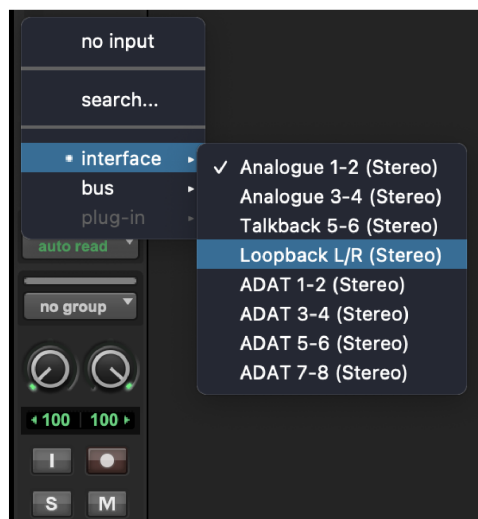 no input
search...
interface
bus
plug-in
✓ Analogue 1-2 (Stereo)
Analogue 3-4 (Stereo)
Talkback 5-6 (Stereo)
Loopback L/R (Stereo)
ADAT 1-2 (Stereo)
ADAT 3-4 (Stereo)
ADAT 5-6 (Stereo)
ADAT 7-8 (Stereo)
auto read
no group
100 100
I
S M